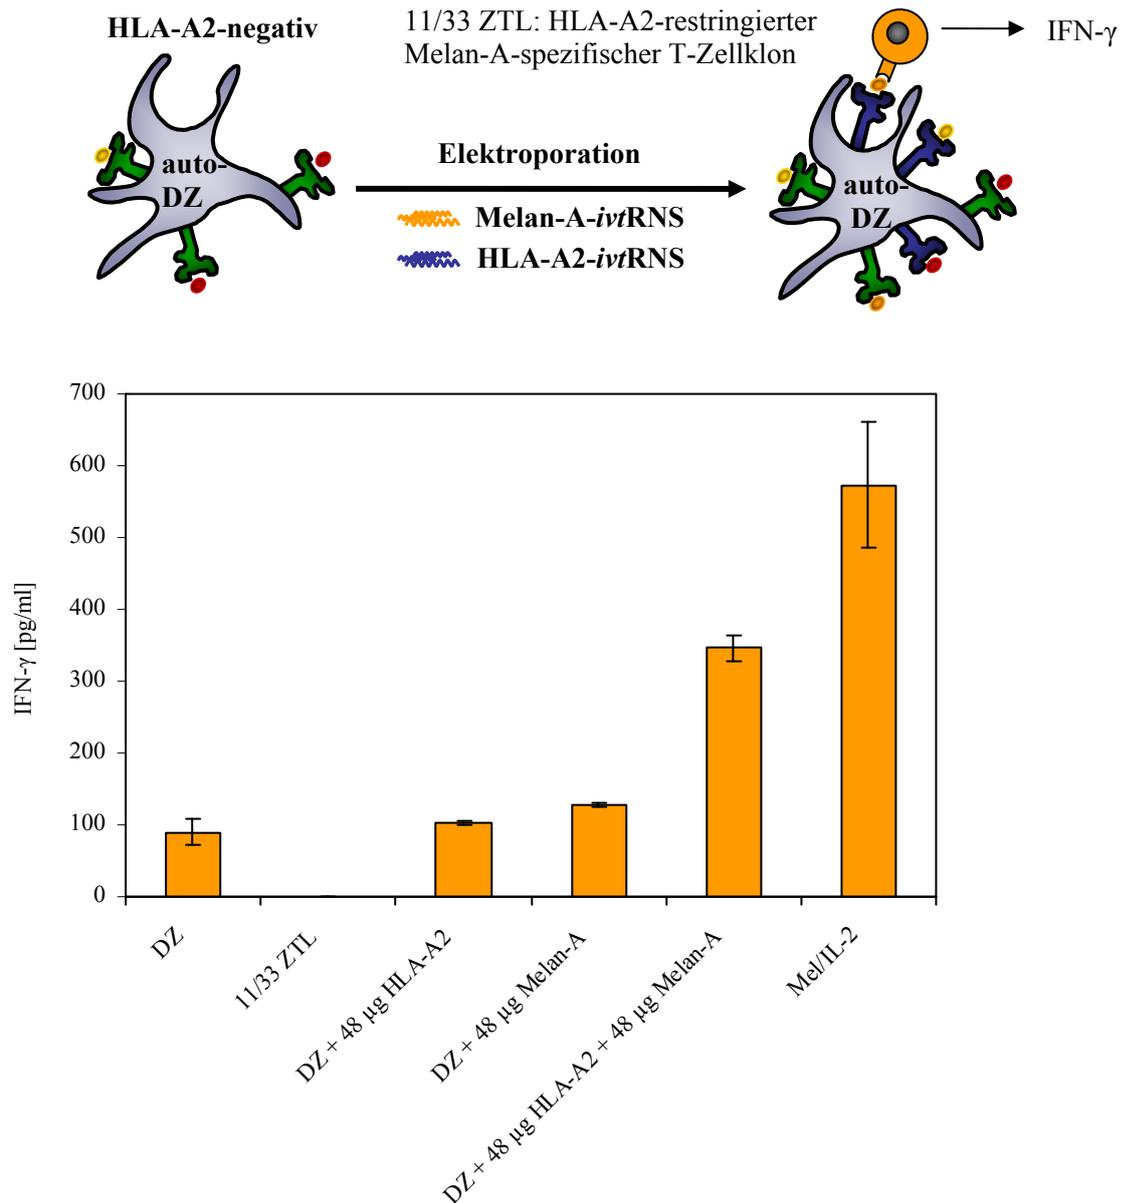 HLA-A2-negativ
11/33 ZTL: HLA-A2-restringierter
Melan-A-spezifischer T-Zellklon
IFN-γ
auto-
DZ
Elektroporation
Melan-A-ivtRNS
HLA-A2-ivtRNS
auto-
DZ
700
600
500
400
300
200
100
0
IFN-γ [pg/ml]
DZ
11/33 ZTL
DZ + 48 µg HLA-A2
DZ + 48 µg Melan-A
DZ + 48 µg HLA-A2 + 48 µg Melan-A
Mel/IL-2